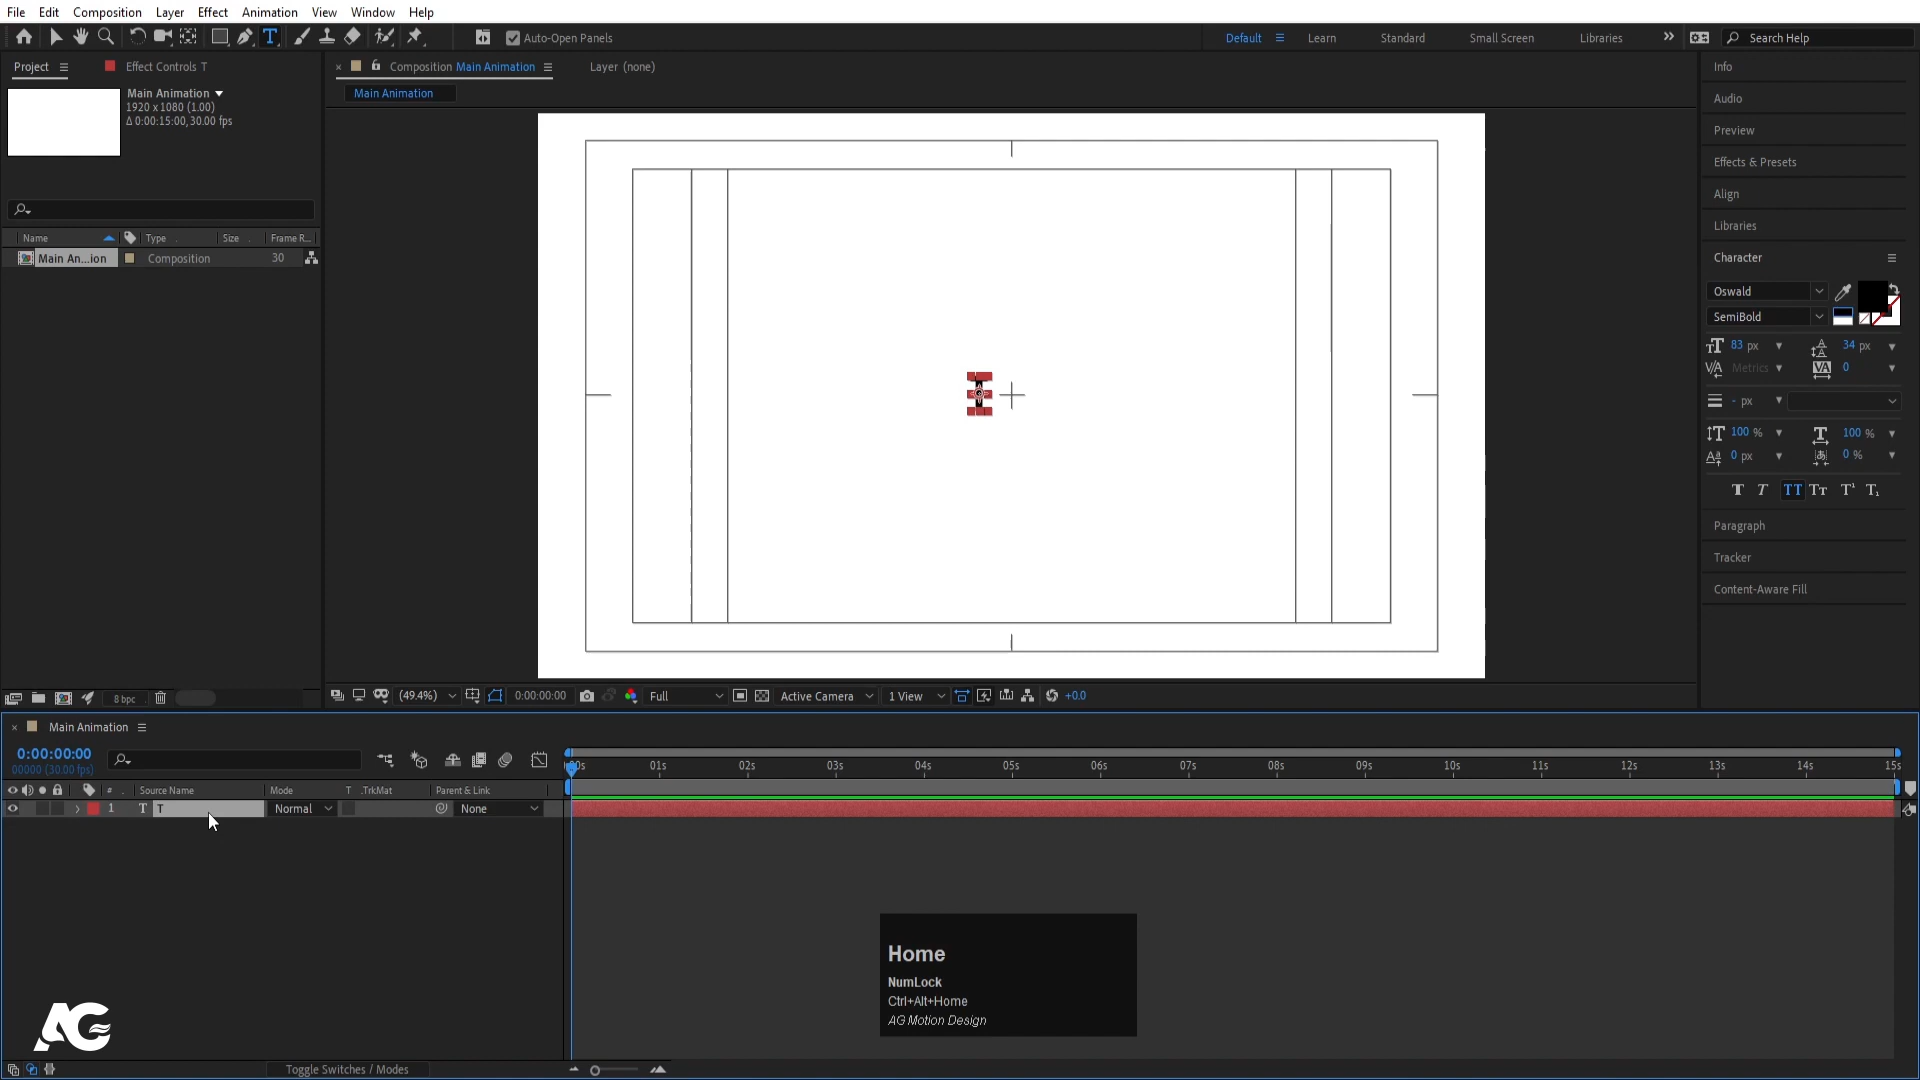 File Edit Composition Layer Effect Animation View Window Help
Auto-Open Panels
Default Learn Standard Small Screen Libraries Search Help
Project
Effect Controls T
Composition Main Animation
Layer (none)
Main Animation
Main Animation
1920 x 1080 (1.00)
Δ 0:00:15:00, 30.00 fps
Name Type Size Frame R...
Main An...ion Composition 30
8 bpc
(49.4%) 0:00:00:00 Full Active Camera 1 View +0.0
Info
Audio
Preview
Effects & Presets
Align
Libraries
Character
Oswald
SemiBold
83 px 34 px
Metrics 0
- px
100 % 100 %
0 px 0 %
T T TT Tт T¹ T₁
Paragraph
Tracker
Content-Aware Fill
Main Animation
0:00:00:00
00000 (30.00 fps)
# Source Name Mode T .TrkMat Parent & Link
1 T T Normal None
00s 01s 02s 03s 04s 05s 06s 07s 08s 09s 10s 11s 12s 13s 14s 15s
Home
NumLock
Ctrl+Alt+Home
AG Motion Design
AG
Toggle Switches / Modes